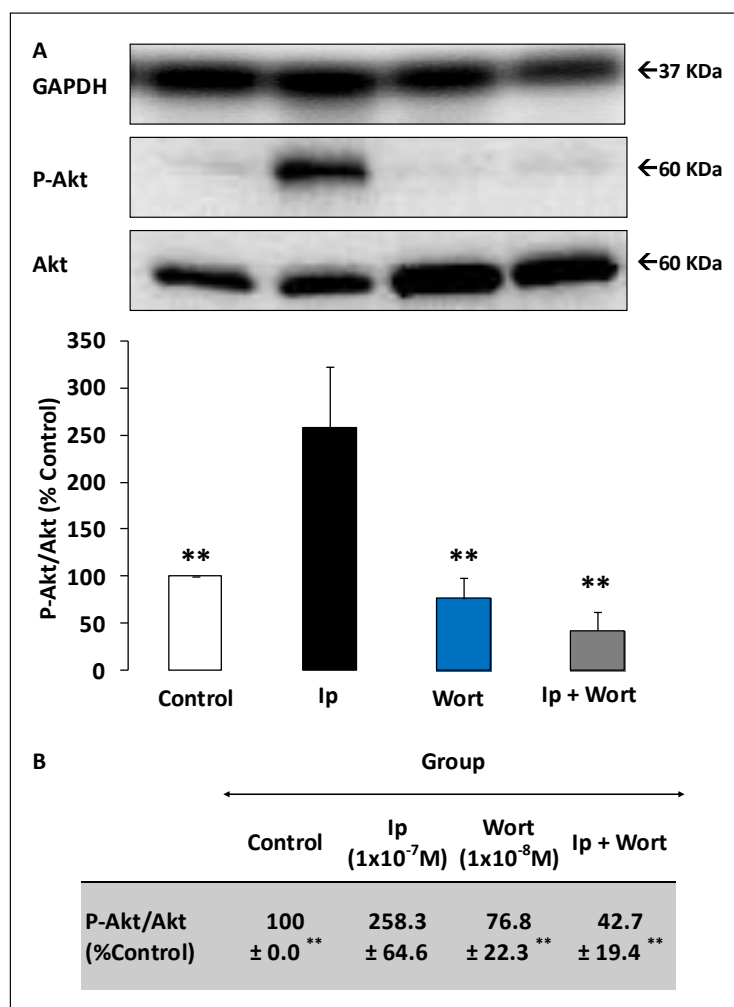 A
GAPDH
←37 KDa
P-Akt
←60 KDa
Akt
←60 KDa
P-Akt/Akt (% Control)
350
300
250
200
150
100
50
0
**
**
**
Control Ip Wort Ip + Wort
B Group
Control Ip (1x10⁻⁷M) Wort (1x10⁻⁸M) Ip + Wort
P-Akt/Akt 100 258.3 76.8 42.7
(%Control) ± 0.0 ** ± 64.6 ± 22.3 ** ± 19.4 **